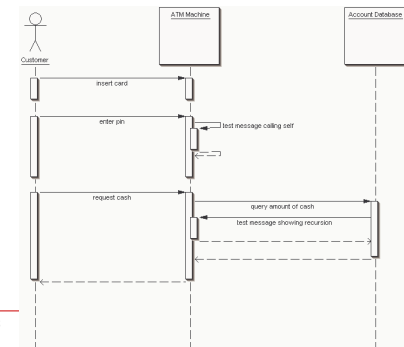 ATM Machine
Account Database
Customer
insert card
enter pin
test message calling self
request cash
query amount of cash
test message showing recursion